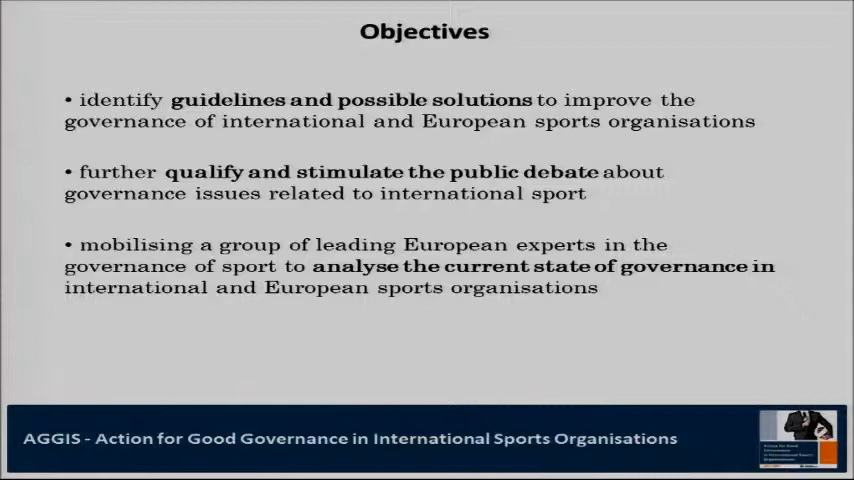 Objectives
• identify guidelines and possible solutions to improve the
governance of international and European sports organisations
• further qualify and stimulate the public debate about
governance issues related to international sport
• mobilising a group of leading European experts in the
governance of sport to analyse the current state of governance in
international and European sports organisations
AGGIS - Action for Good Governance in International Sports Organisations